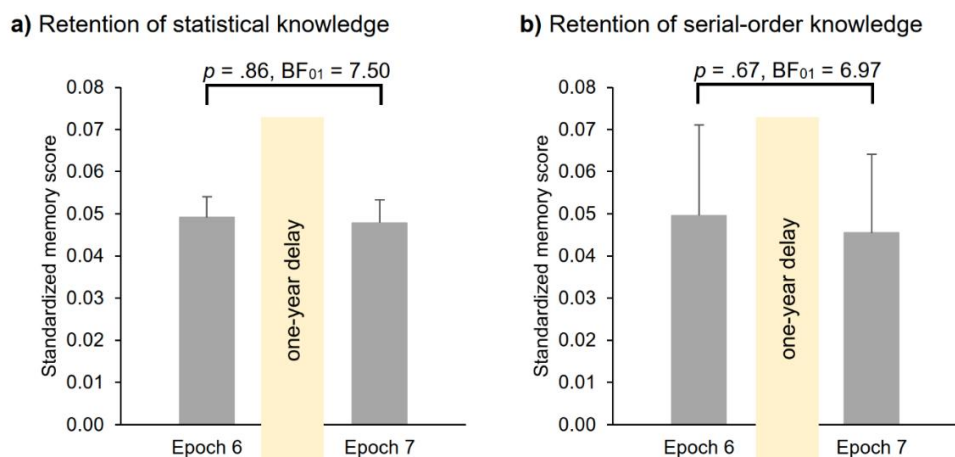 a) Retention of statistical knowledge
p = .86, BF₀₁ = 7.50
Standardized memory score
0.08
0.07
0.06
0.05
0.04
0.03
0.02
0.01
0.00
one-year delay
Epoch 6
Epoch 7
b) Retention of serial-order knowledge
p = .67, BF₀₁ = 6.97
Standardized memory score
0.08
0.07
0.06
0.05
0.04
0.03
0.02
0.01
0.00
one-year delay
Epoch 6
Epoch 7